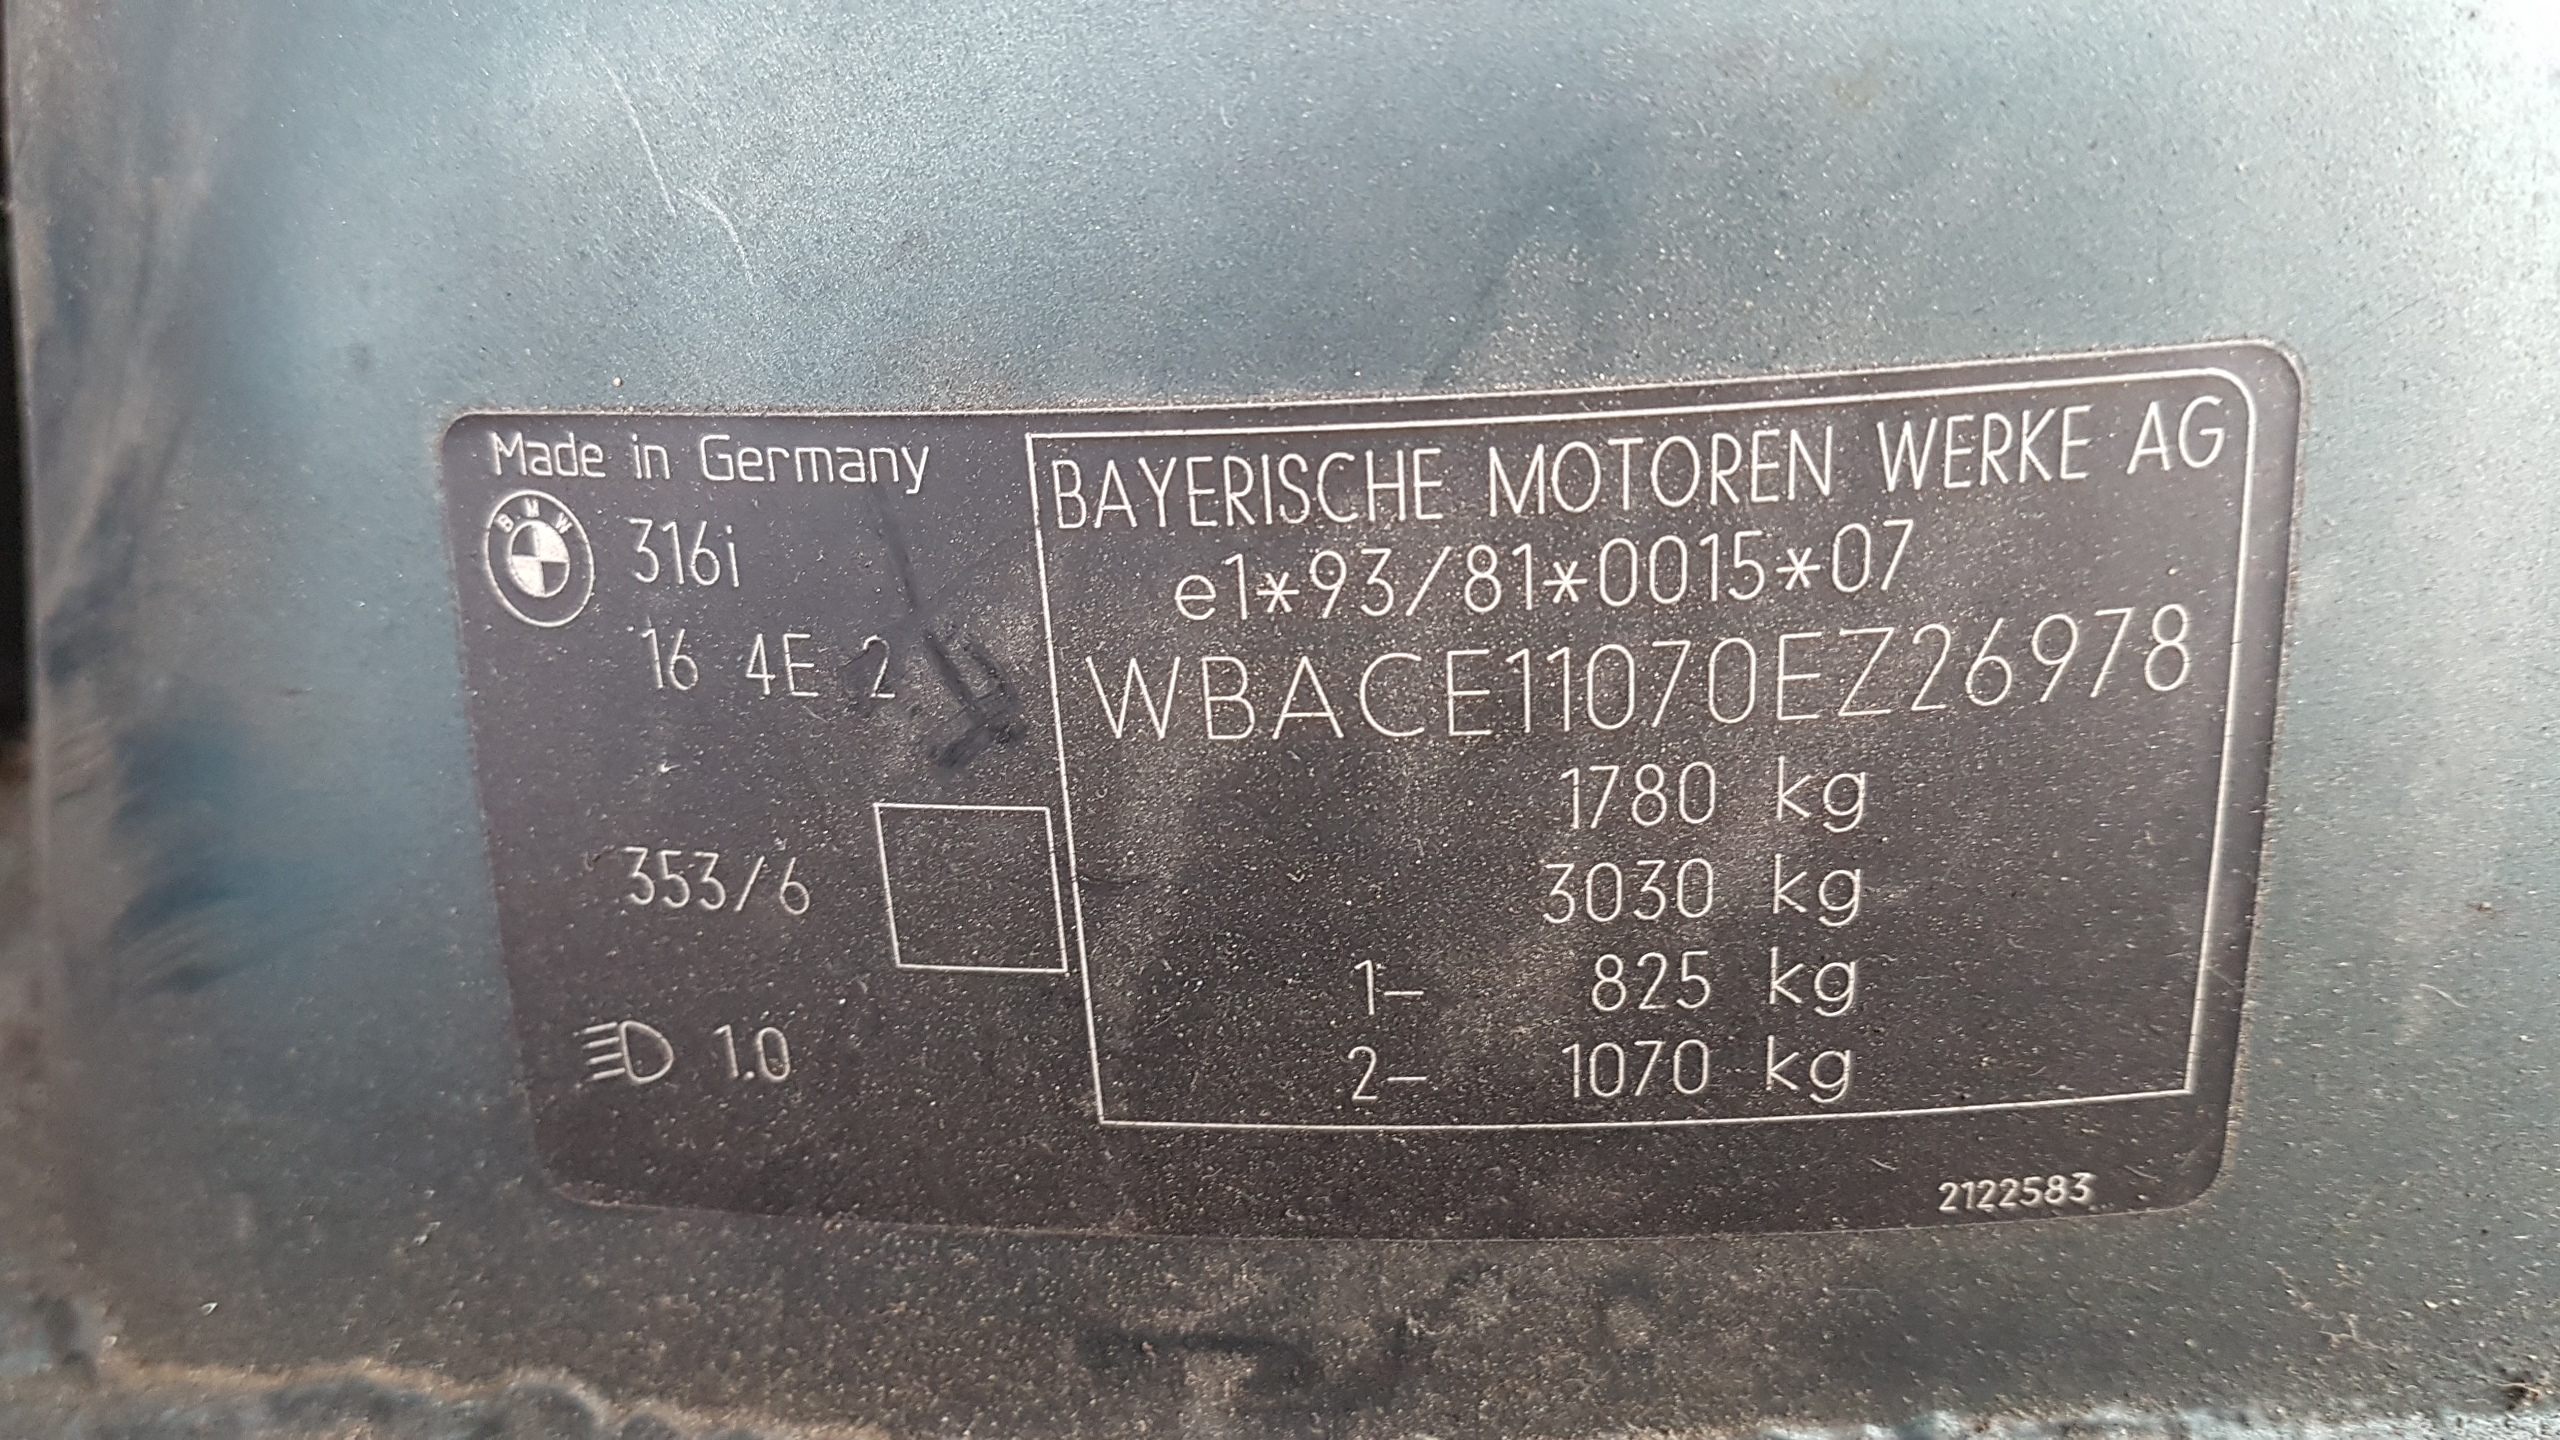 Made in Germany
BMW 316i
16 4E 2
353/6
1.0
BAYERISCHE MOTOREN WERKE AG
e1*93/81*0015*07
WBACE11070EZ26978
1780 kg
3030 kg
1– 825 kg
2– 1070 kg
2122583